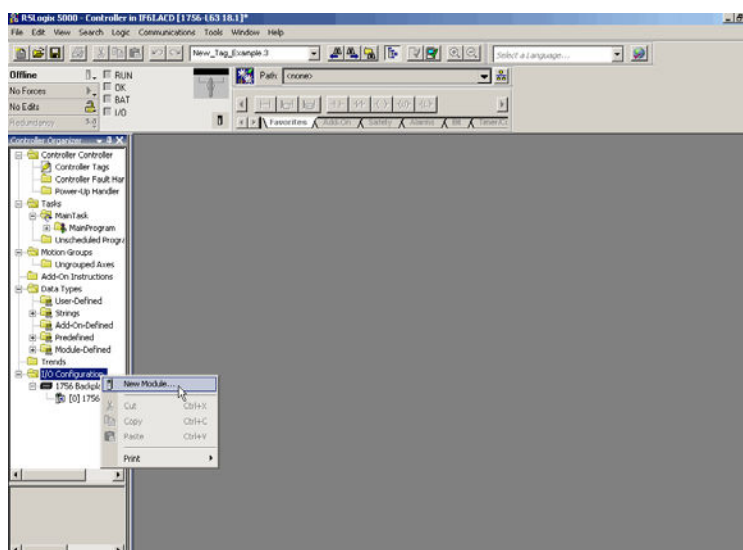 RSLogix 5000 - Controller in IF6LACD [1756-L63 18.1]*
File Edit View Search Logic Communications Tools Window Help
New_Tag_Example.3
Select a Language...
Offline
RUN
Path: <none>
No Forces
OK
BAT
No Edits
I/O
Redundancy
Favorites Add-On Safety Alarms Bit Timer/C
Controller Organizer
Controller Controller
Controller Tags
Controller Fault Har
Power-Up Handler
Tasks
MainTask
MainProgram
Unscheduled Progra
Motion Groups
Ungrouped Axes
Add-On Instructions
Data Types
User-Defined
Strings
Add-On-Defined
Predefined
Module-Defined
Trends
I/O Configuration
New Module...
1756 Backpla
[0] 1756
Cut Ctrl+X
Copy Ctrl+C
Paste Ctrl+V
Print